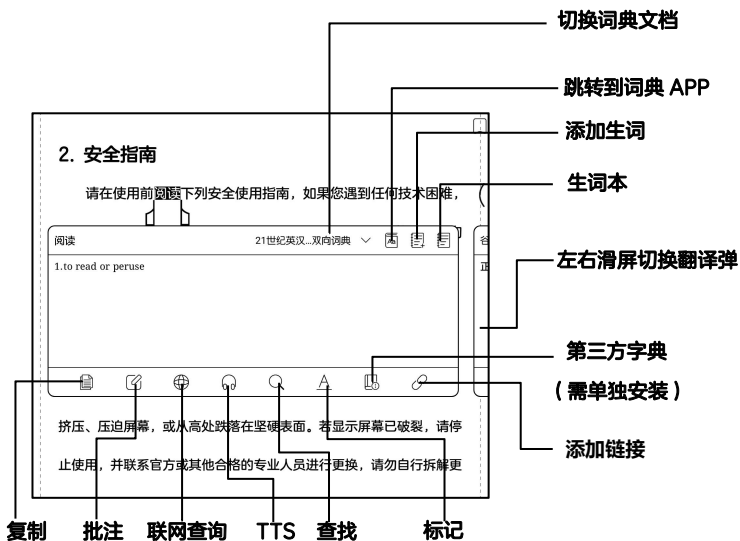 切换词典文档
跳转到词典 APP
添加生词
生词本
左右滑屏切换翻译弹
第三方字典
(需单独安装)
添加链接
2. 安全指南
请在使用前阅读下列安全使用指南，如果您遇到任何技术困难，
阅读
21世纪英汉...双向词典
谷
1.to read or peruse
正
挤压、压迫屏幕，或从高处跌落在坚硬表面。若显示屏幕已破裂，请停
止使用，并联系官方或其他合格的专业人员进行更换，请勿自行拆解更
复制
批注
联网查询
TTS
查找
标记